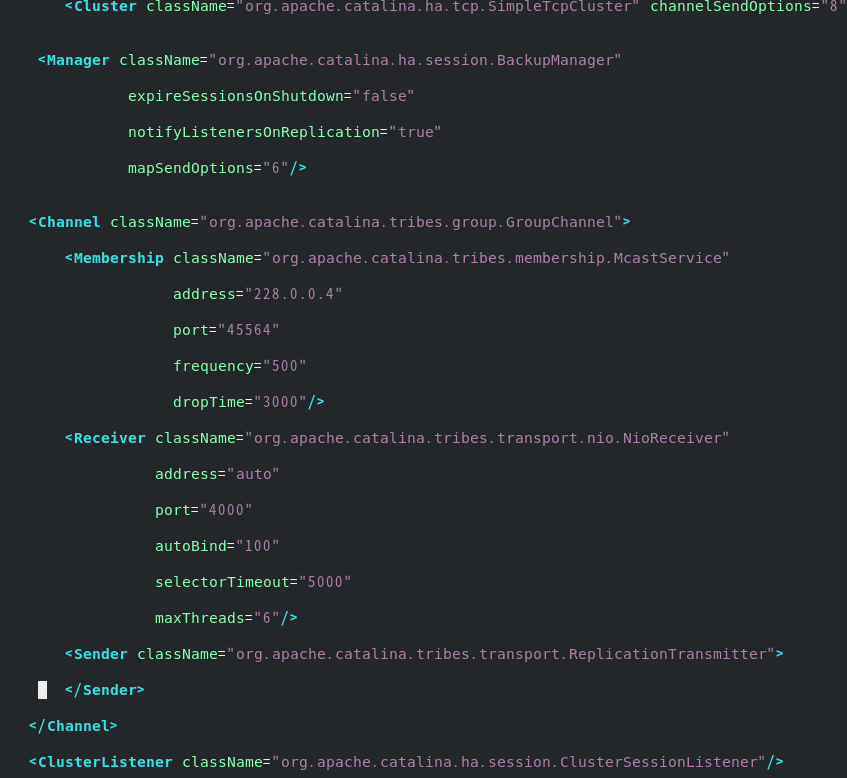 <Cluster className="org.apache.catalina.ha.tcp.SimpleTcpCluster" channelSendOptions="8"
<Manager className="org.apache.catalina.ha.session.BackupManager"
expireSessionsOnShutdown="false"
notifyListenersOnReplication="true"
mapSendOptions="6"/>
<Channel className="org.apache.catalina.tribes.group.GroupChannel">
<Membership className="org.apache.catalina.tribes.membership.McastService"
address="228.0.0.4"
port="45564"
frequency="500"
dropTime="3000"/>
<Receiver className="org.apache.catalina.tribes.transport.nio.NioReceiver"
address="auto"
port="4000"
autoBind="100"
selectorTimeout="5000"
maxThreads="6"/>
<Sender className="org.apache.catalina.tribes.transport.ReplicationTransmitter">
</Sender>
</Channel>
<ClusterListener className="org.apache.catalina.ha.session.ClusterSessionListener"/>